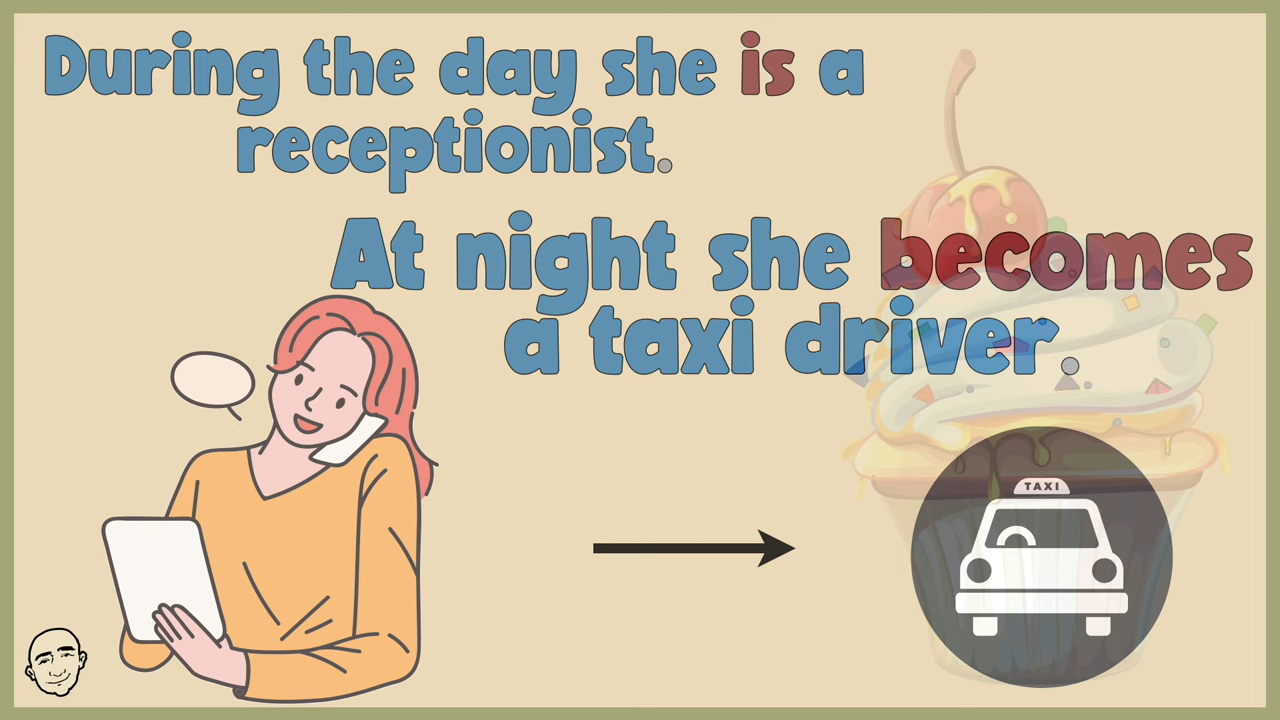 During the day she is a
receptionist.
At night she becomes
a taxi driver.
TAXI